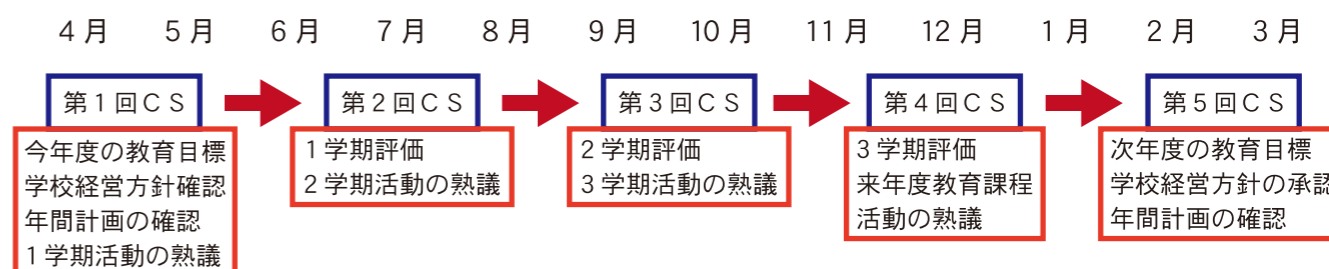 4月 5月 6月 7月 8月 9月 10月 11月 12月 1月 2月 3月
第1回CS
今年度の教育目標
学校経営方針確認
年間計画の確認
1学期活動の熟議
第2回CS
1学期評価
2学期活動の熟議
第3回CS
2学期評価
3学期活動の熟議
第4回CS
3学期評価
来年度教育課程
活動の熟議
第5回CS
次年度の教育目標
学校経営方針の承認
年間計画の確認